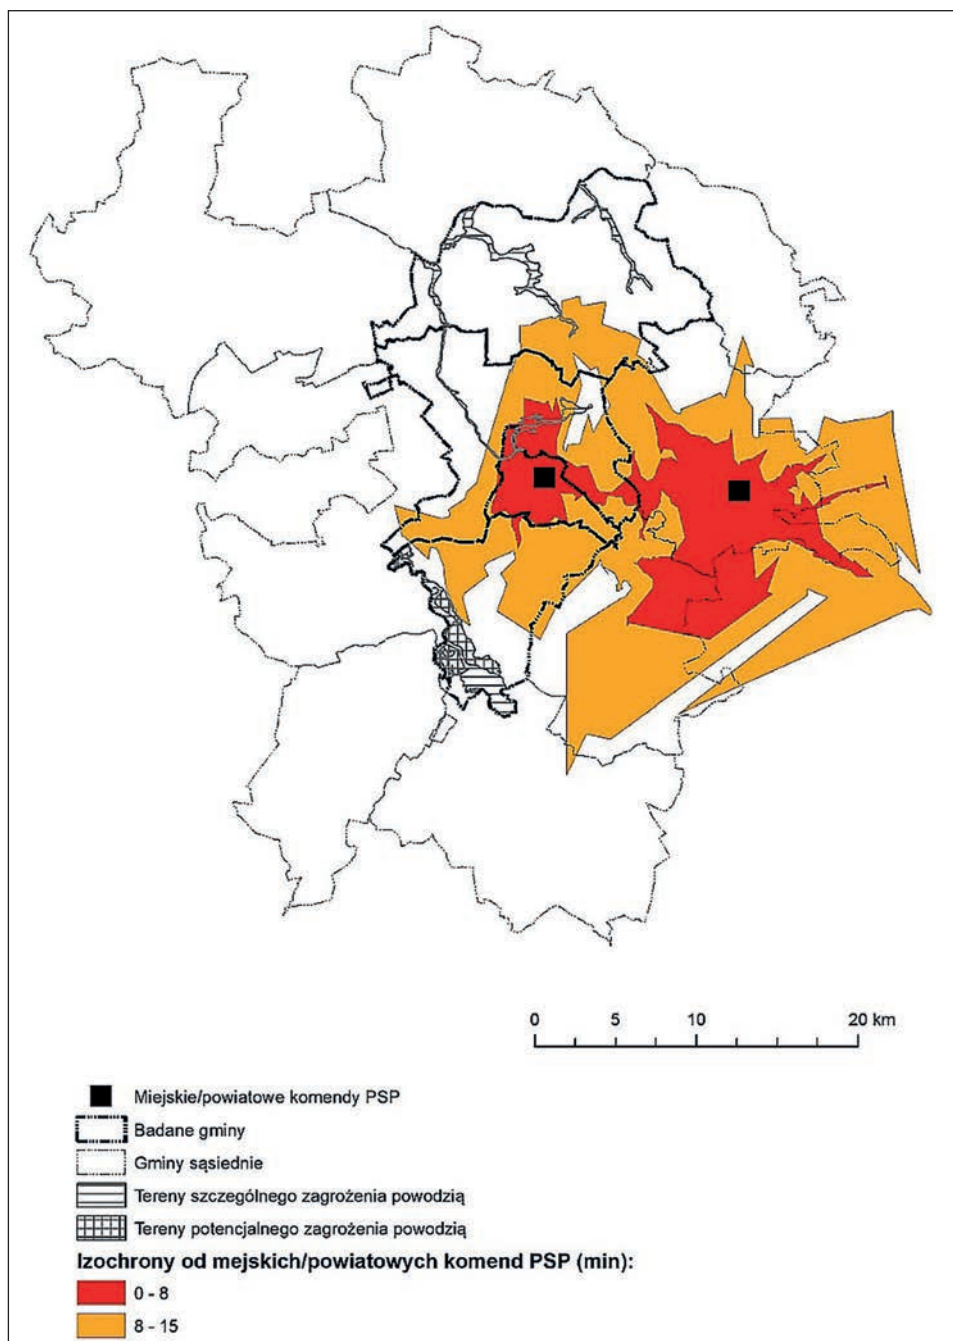 0 5 10 20 km
Miejskie/powiatowe komendy PSP
Badane gminy
Gminy sąsiednie
Tereny szczególnego zagrożenia powodzią
Tereny potencjalnego zagrożenia powodzią
Izochrony od mejskich/powiatowych komend PSP (min):
0 - 8
8 - 15